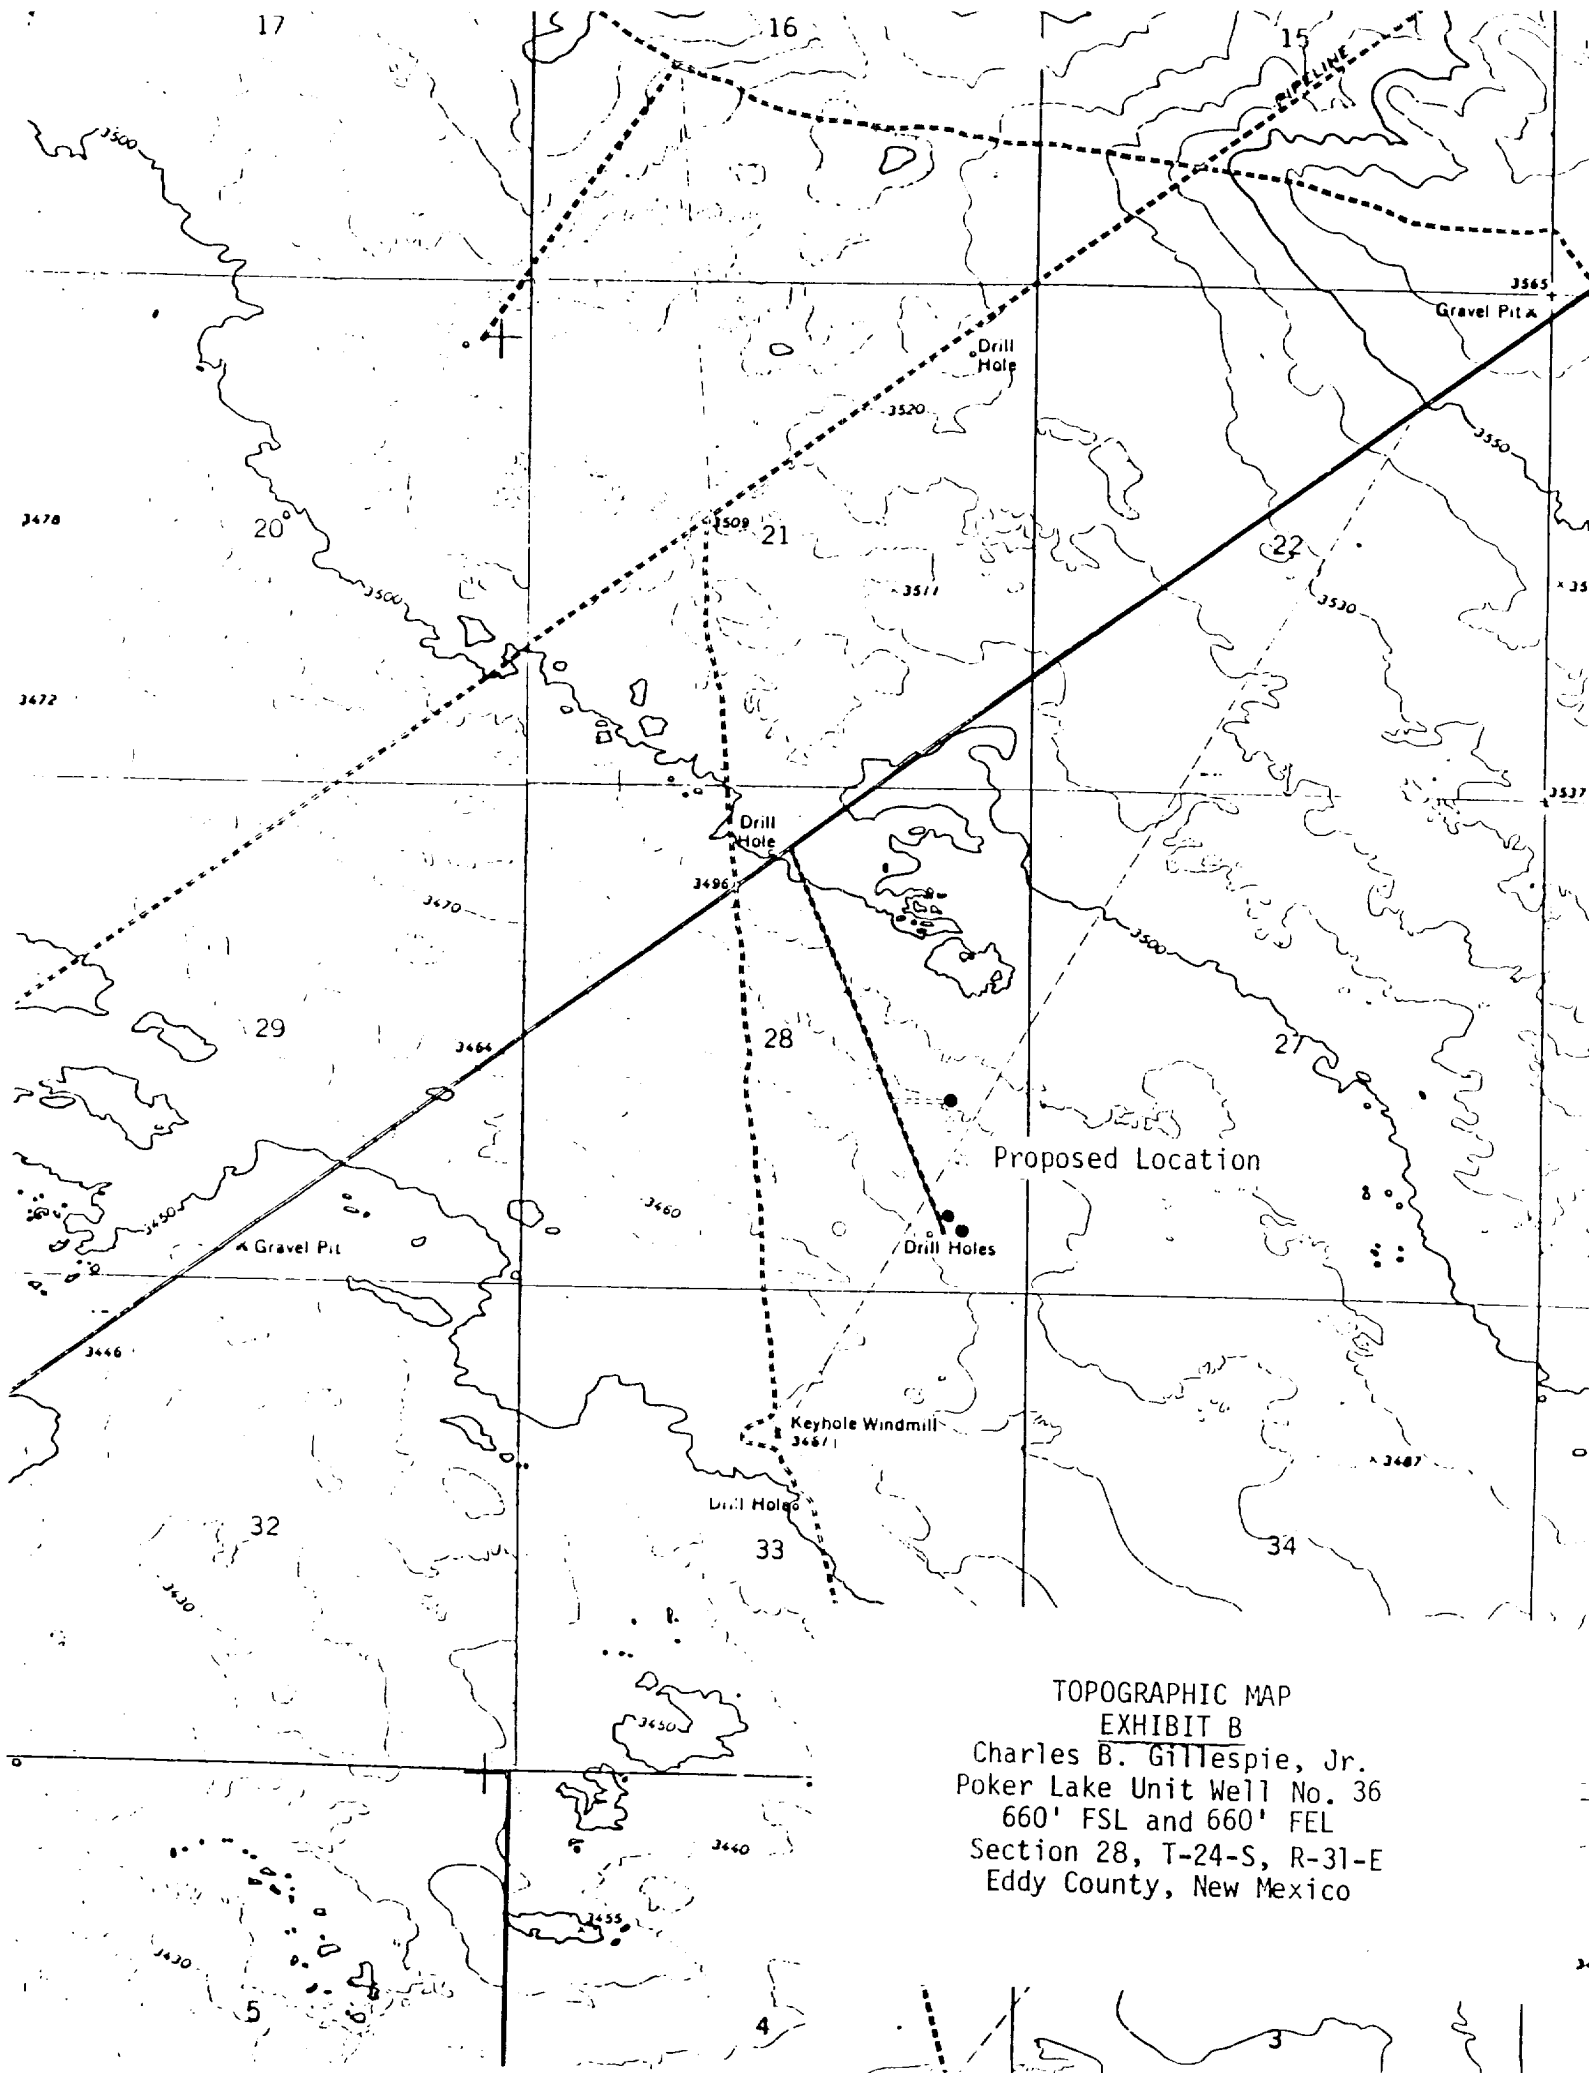 17
16
15
PIPELINE
3500
3565
Gravel Pit
Drill
Hole
3520
3550
3478
20
3509
21
22
3511
3500
3530
3472
3537
Drill
Hole
3496
3470
3500
29
28
27
3464
Proposed Location
3450
3460
Gravel Pit
Drill Holes
3446
Keyhole Windmill
3467
3487
Drill Hole
32
33
34
3430
3450
TOPOGRAPHIC MAP
EXHIBIT B
Charles B. Gillespie, Jr.
Poker Lake Unit Well No. 36
660' FSL and 660' FEL
Section 28, T-24-S, R-31-E
Eddy County, New Mexico
3440
3455
3430
5
4
3